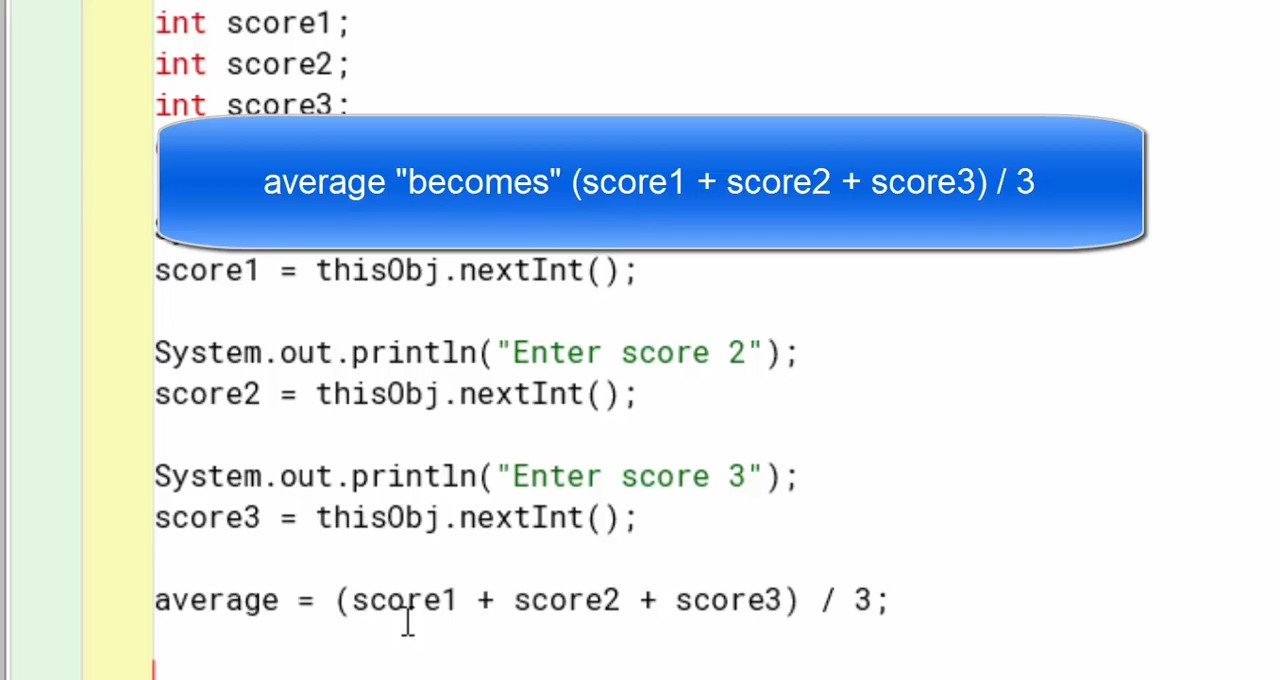 int score1;
int score2;
int score3;
average "becomes" (score1 + score2 + score3) / 3
score1 = thisObj.nextInt();
System.out.println("Enter score 2");
score2 = thisObj.nextInt();
System.out.println("Enter score 3");
score3 = thisObj.nextInt();
average = (score1 + score2 + score3) / 3;